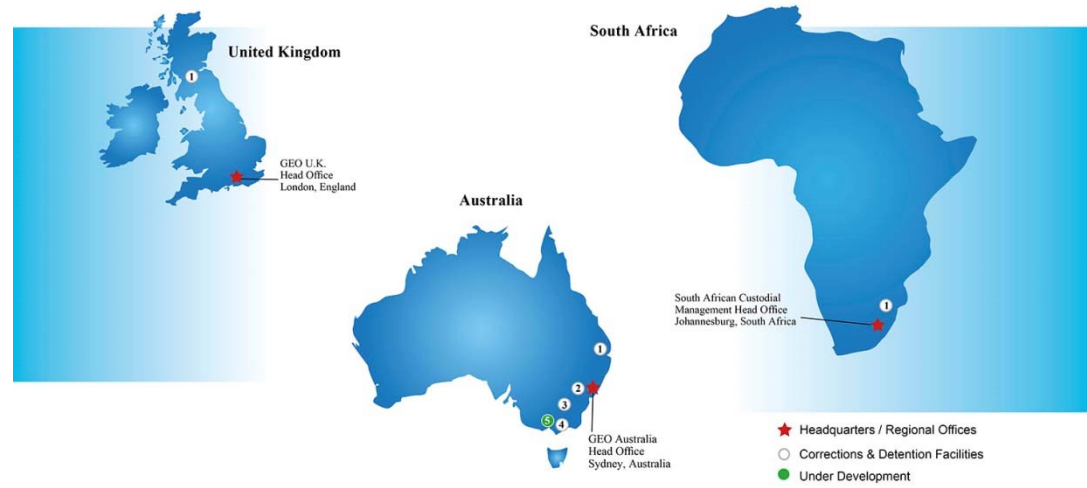 United Kingdom
1
GEO U.K.
Head Office
London, England
South Africa
1
South African Custodial
Management Head Office
Johannesburg, South Africa
Australia
1
2
3
4
5
GEO Australia
Head Office
Sydney, Australia
Headquarters / Regional Offices
Corrections & Detention Facilities
Under Development